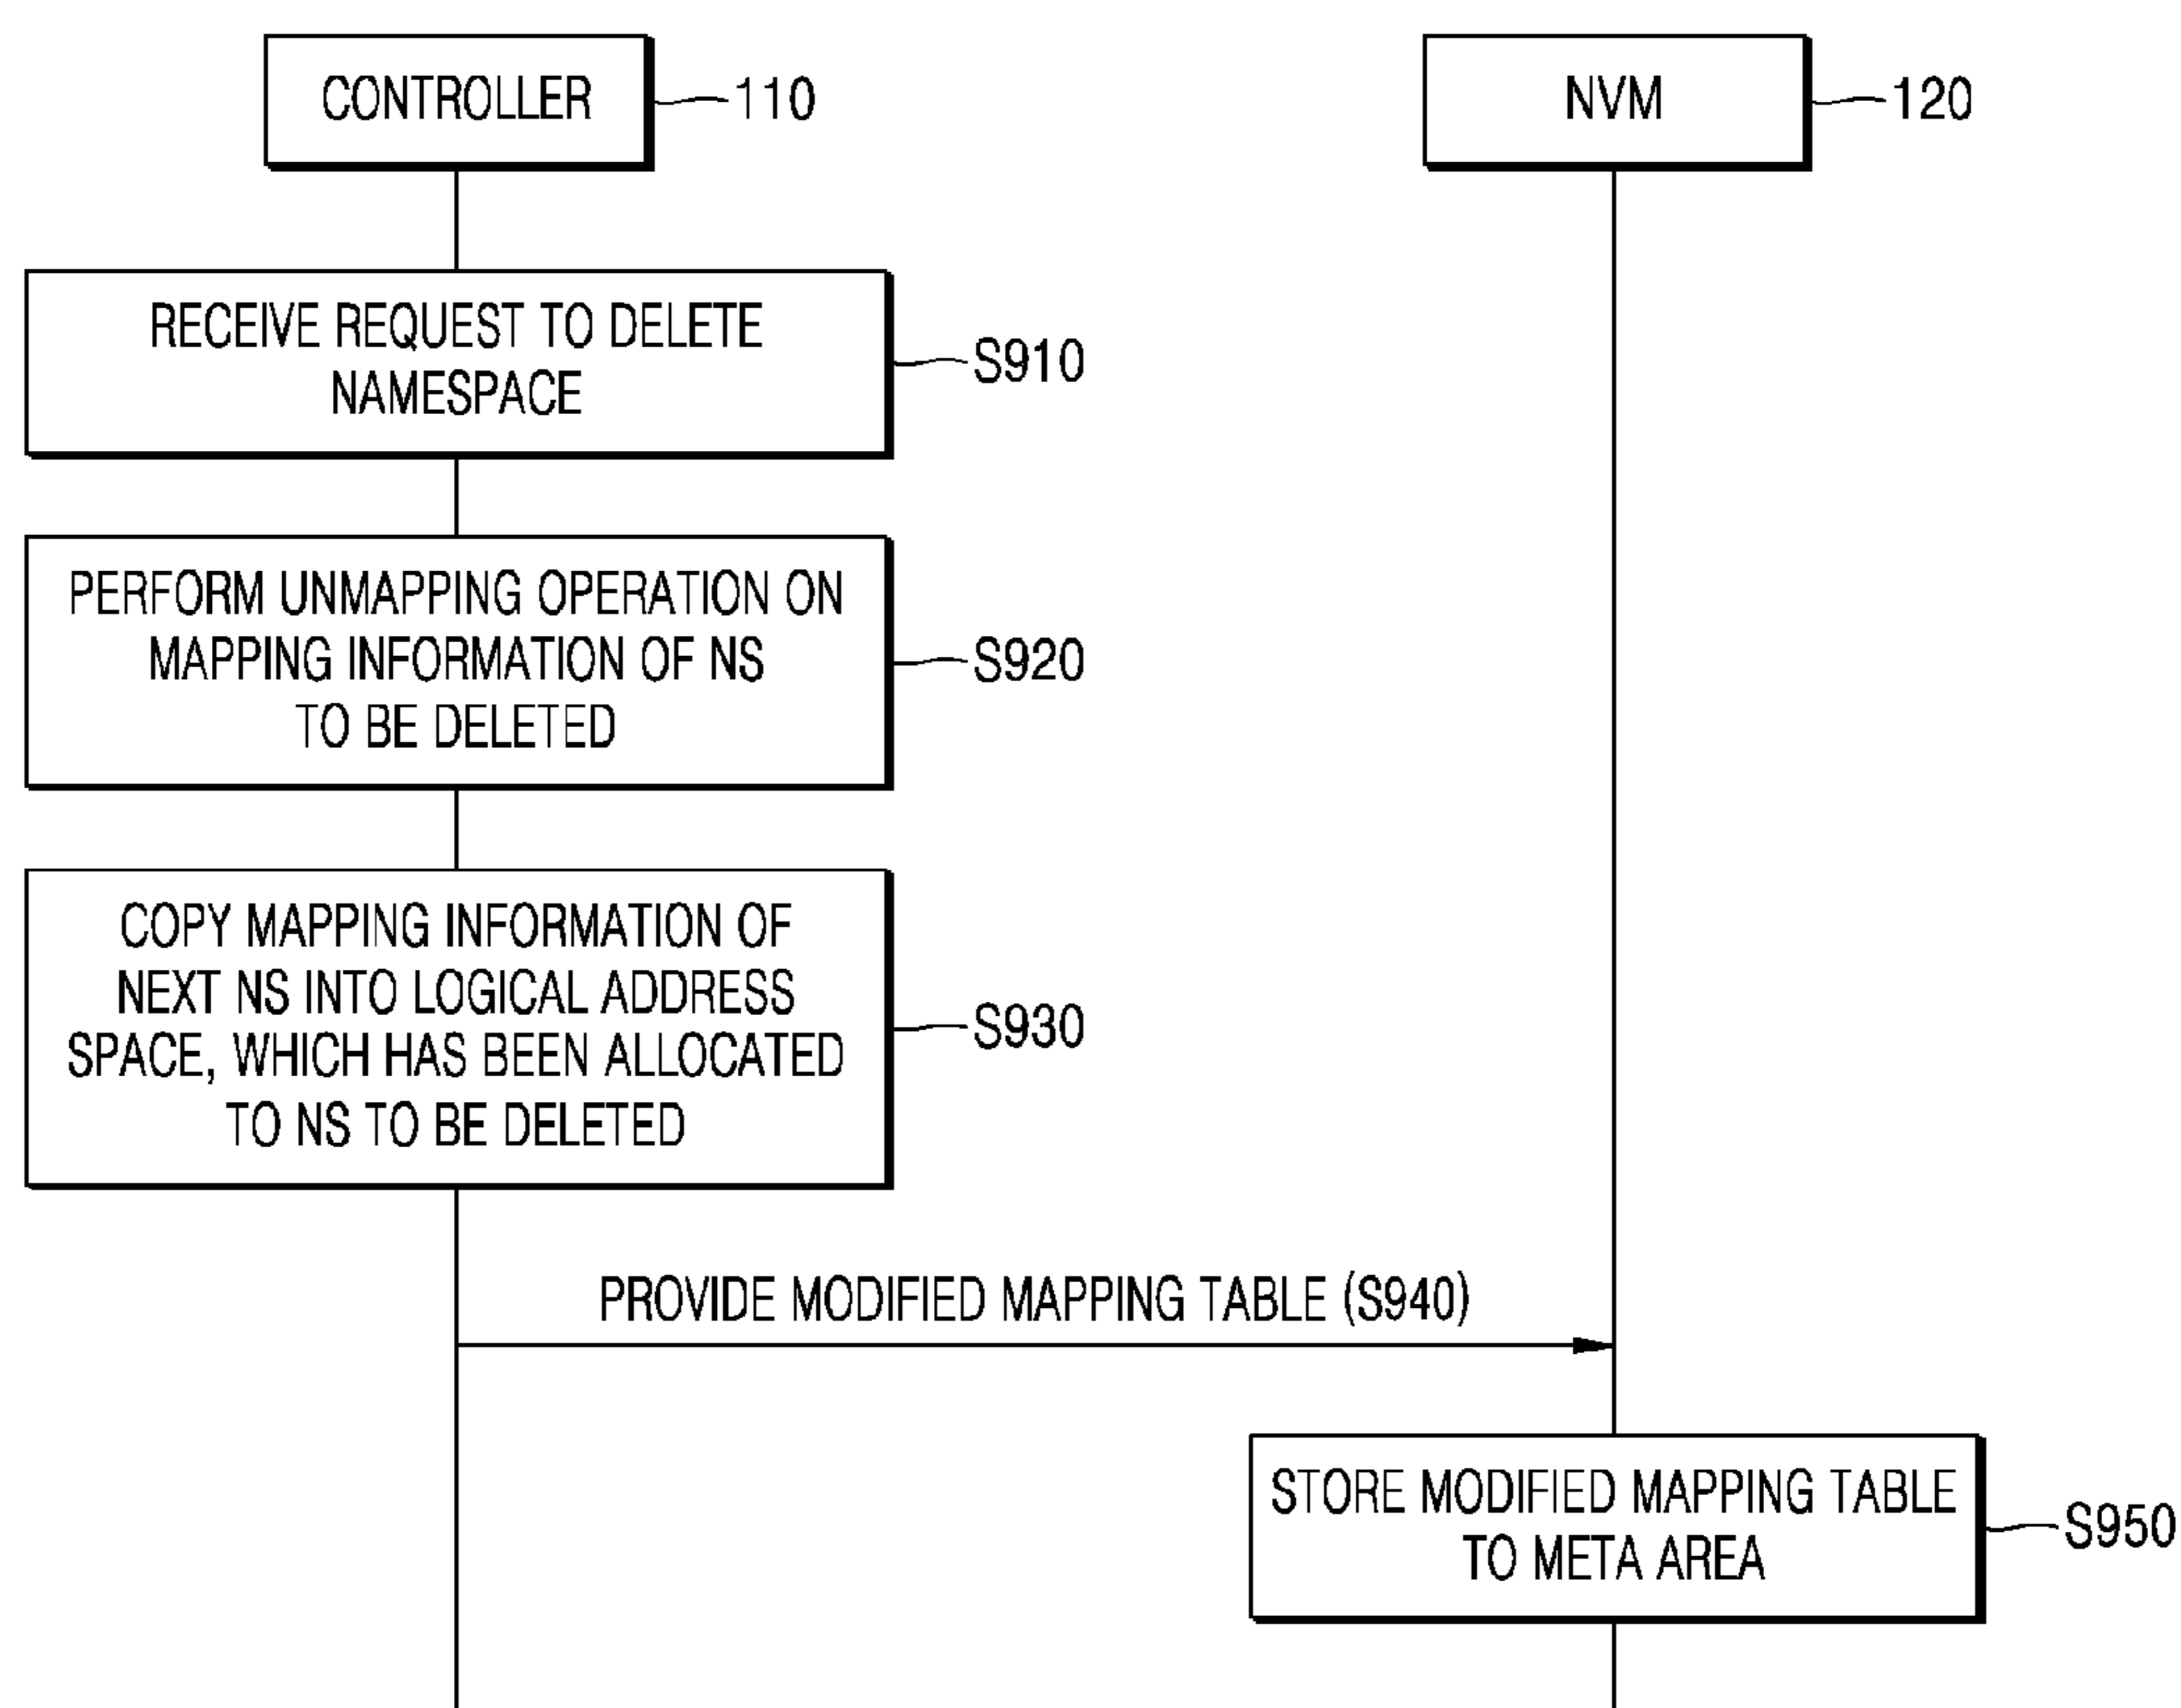 CONTROLLER
110
NVM
120
RECEIVE REQUEST TO DELETE
NAMESPACE
S910
PERFORM UNMAPPING OPERATION ON
MAPPING INFORMATION OF NS
TO BE DELETED
S920
COPY MAPPING INFORMATION OF
NEXT NS INTO LOGICAL ADDRESS
SPACE, WHICH HAS BEEN ALLOCATED
TO NS TO BE DELETED
S930
PROVIDE MODIFIED MAPPING TABLE (S940)
STORE MODIFIED MAPPING TABLE
TO META AREA
S950